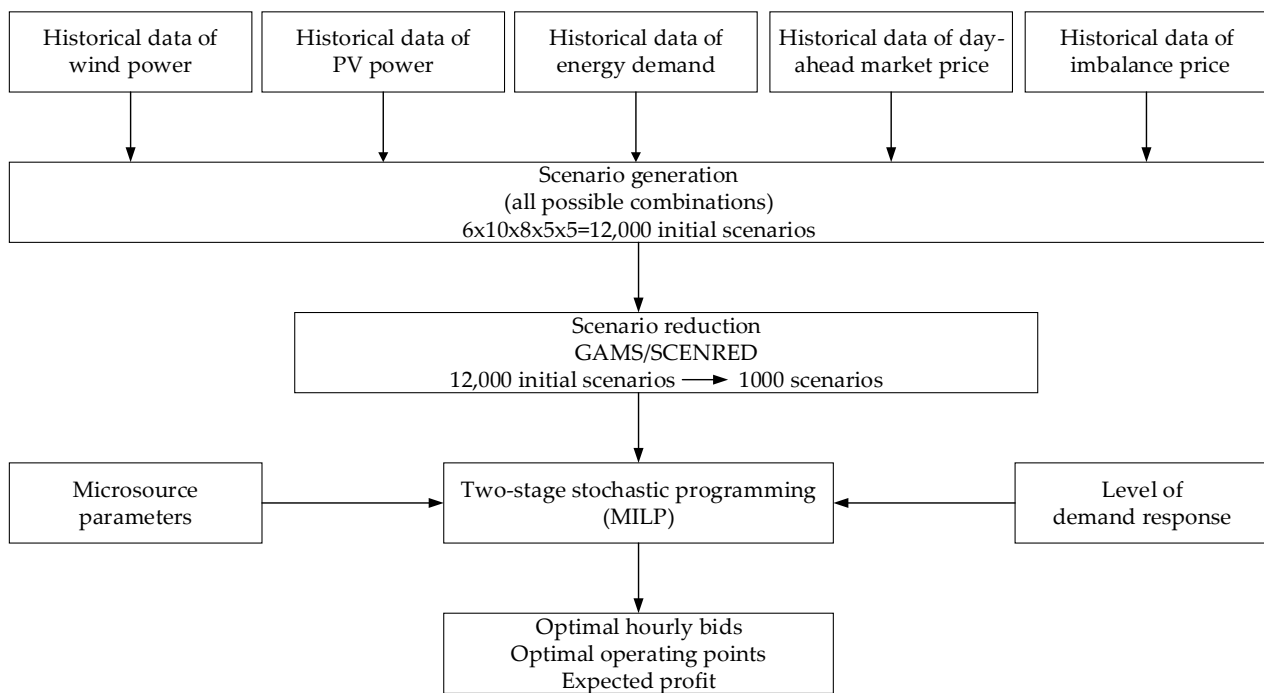 Historical data of
wind power
Historical data of
PV power
Historical data of
energy demand
Historical data of day-
ahead market price
Historical data of
imbalance price
Scenario generation
(all possible combinations)
6x10x8x5x5=12,000 initial scenarios
Scenario reduction
GAMS/SCENRED
12,000 initial scenarios 1000 scenarios
Microsource
parameters
Two-stage stochastic programming
(MILP)
Level of
demand response
Optimal hourly bids
Optimal operating points
Expected profit